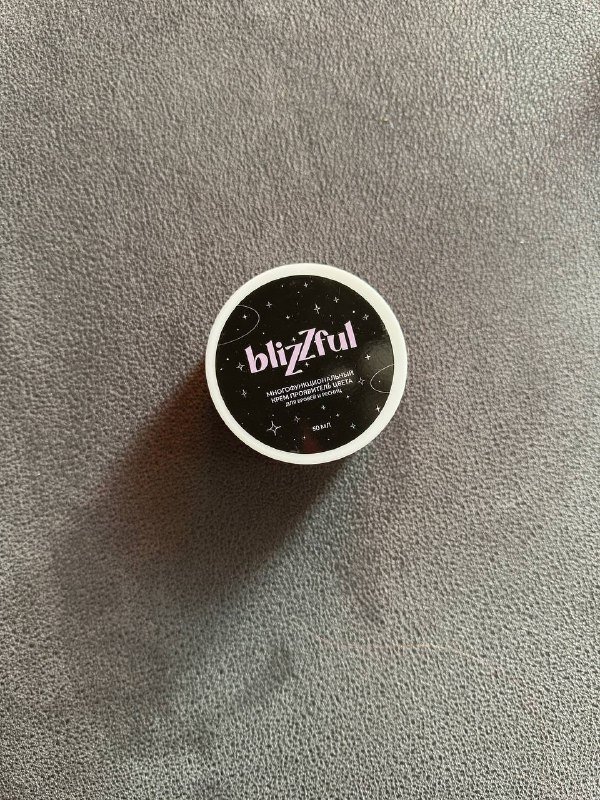 blizzful
МНОГОФУНКЦИОНАЛЬНЫЙ
КРЕМ ПРОЯВИТЕЛЬ ЦВЕТА
ДЛЯ БРОВЕЙ И РЕСНИЦ
50 МЛ